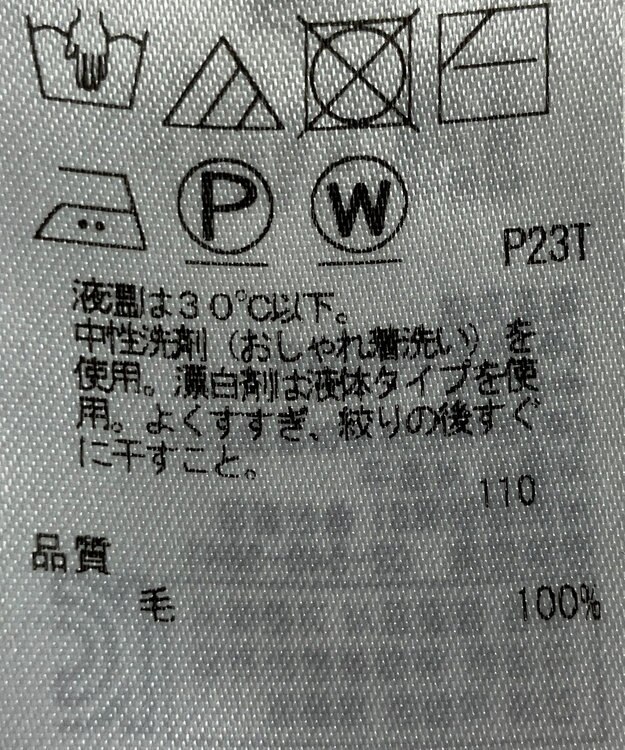 P W
P23T
液温は30℃以下。
中性洗剤(おしゃれ着洗い)を
使用。漂白剤は液体タイプを使
用。よくすすぎ、絞りの後すぐ
に干すこと。
110
品質
毛 100%